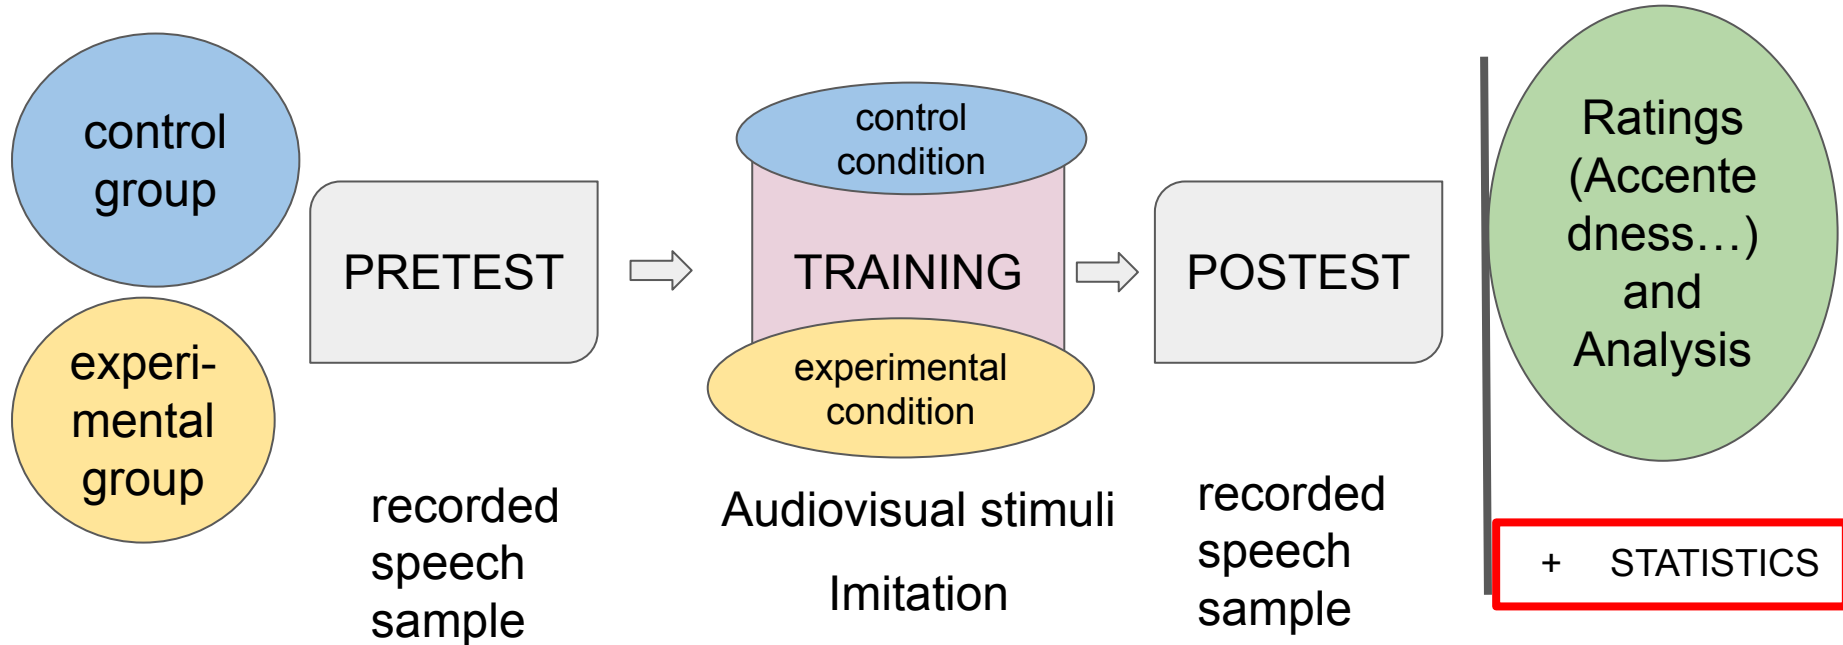 control
group
experi-
mental
group
PRETEST
recorded
speech
sample
control
condition
TRAINING
experimental
condition
Audiovisual stimuli
Imitation
POSTEST
recorded
speech
sample
Ratings
(Accente
dness…)
and
Analysis
+ STATISTICS